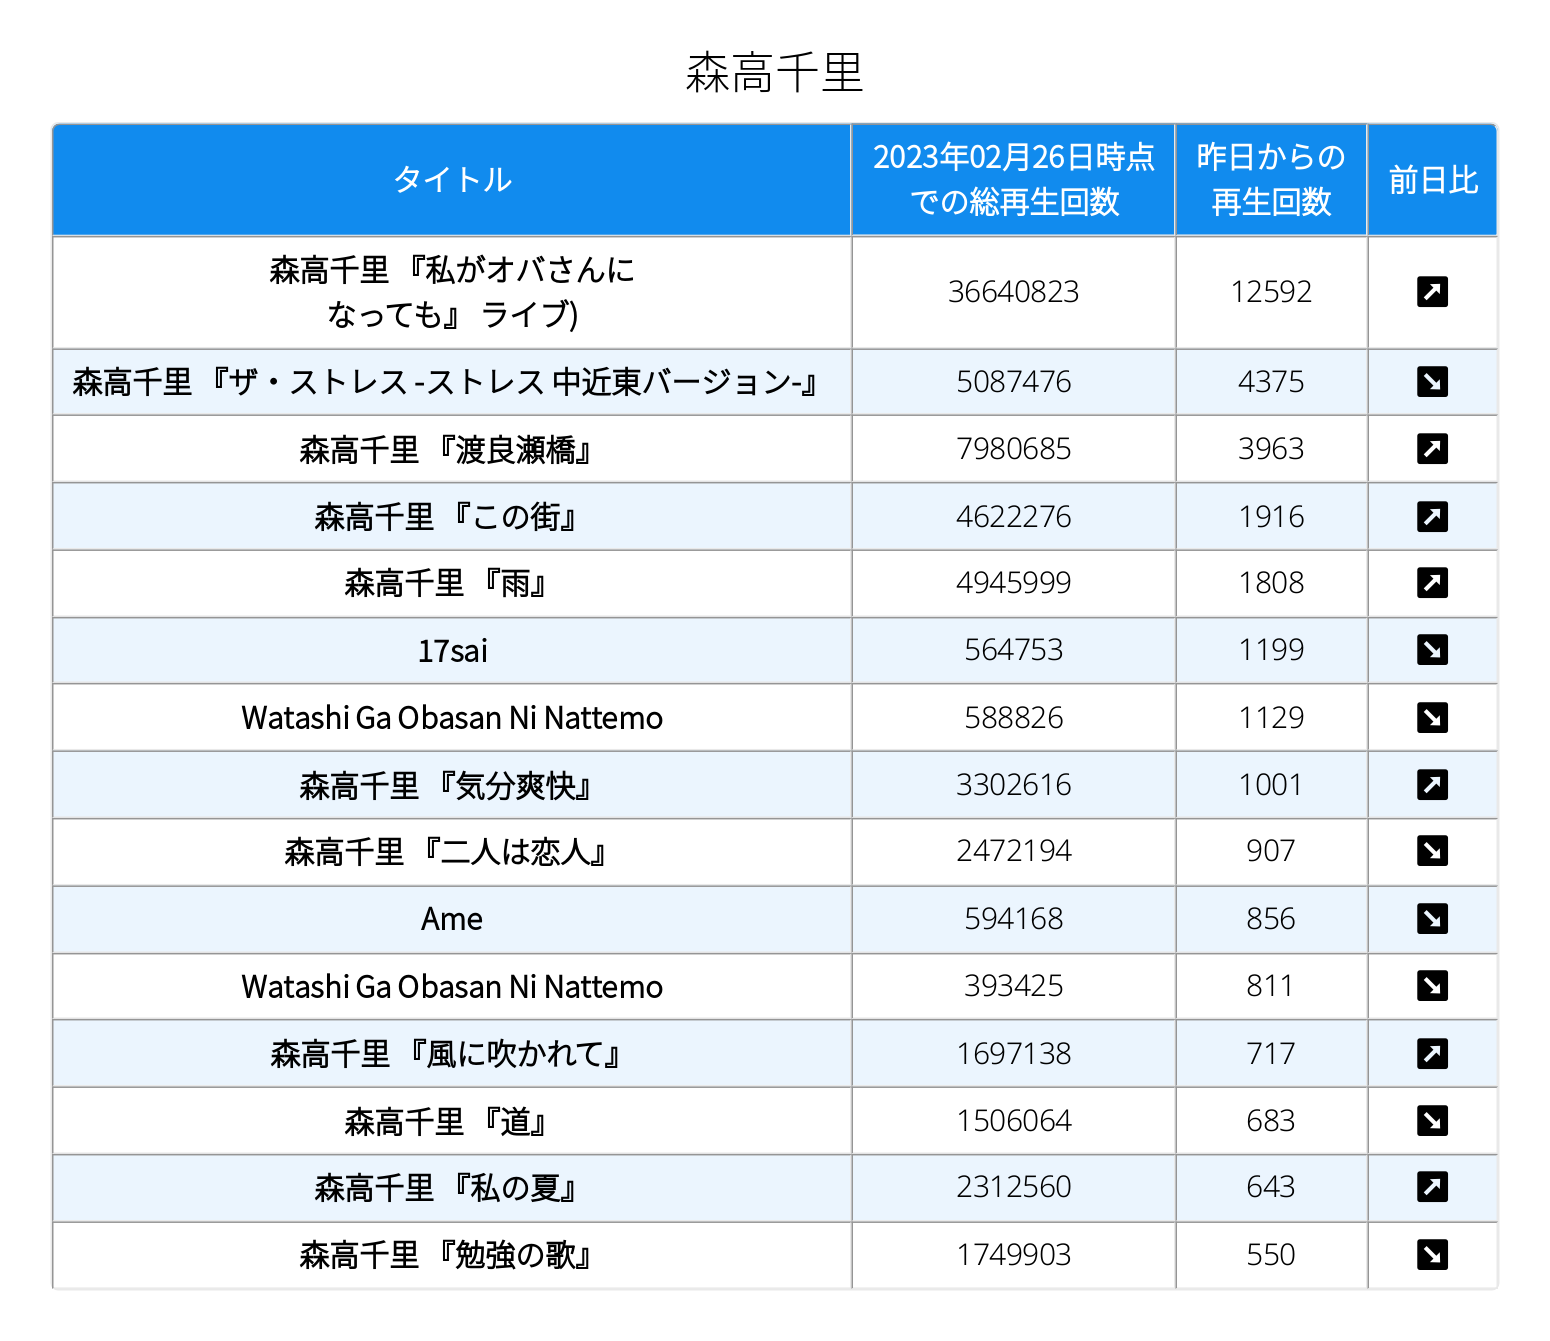 森高千里
タイトル
2023年02月26日時点
での総再生回数
昨日からの
再生回数
前日比
森高千里 『私がオバさんに
なっても』 ライブ)
36640823
12592
森高千里 『ザ・ストレス -ストレス 中近東バージョン-』
5087476
4375
森高千里 『渡良瀬橋』
7980685
3963
森高千里 『この街』
4622276
1916
森高千里 『雨』
4945999
1808
17sai
564753
1199
Watashi Ga Obasan Ni Nattemo
588826
1129
森高千里 『気分爽快』
3302616
1001
森高千里 『二人は恋人』
2472194
907
Ame
594168
856
Watashi Ga Obasan Ni Nattemo
393425
811
森高千里 『風に吹かれて』
1697138
717
森高千里 『道』
1506064
683
森高千里 『私の夏』
2312560
643
森高千里 『勉強の歌』
1749903
550